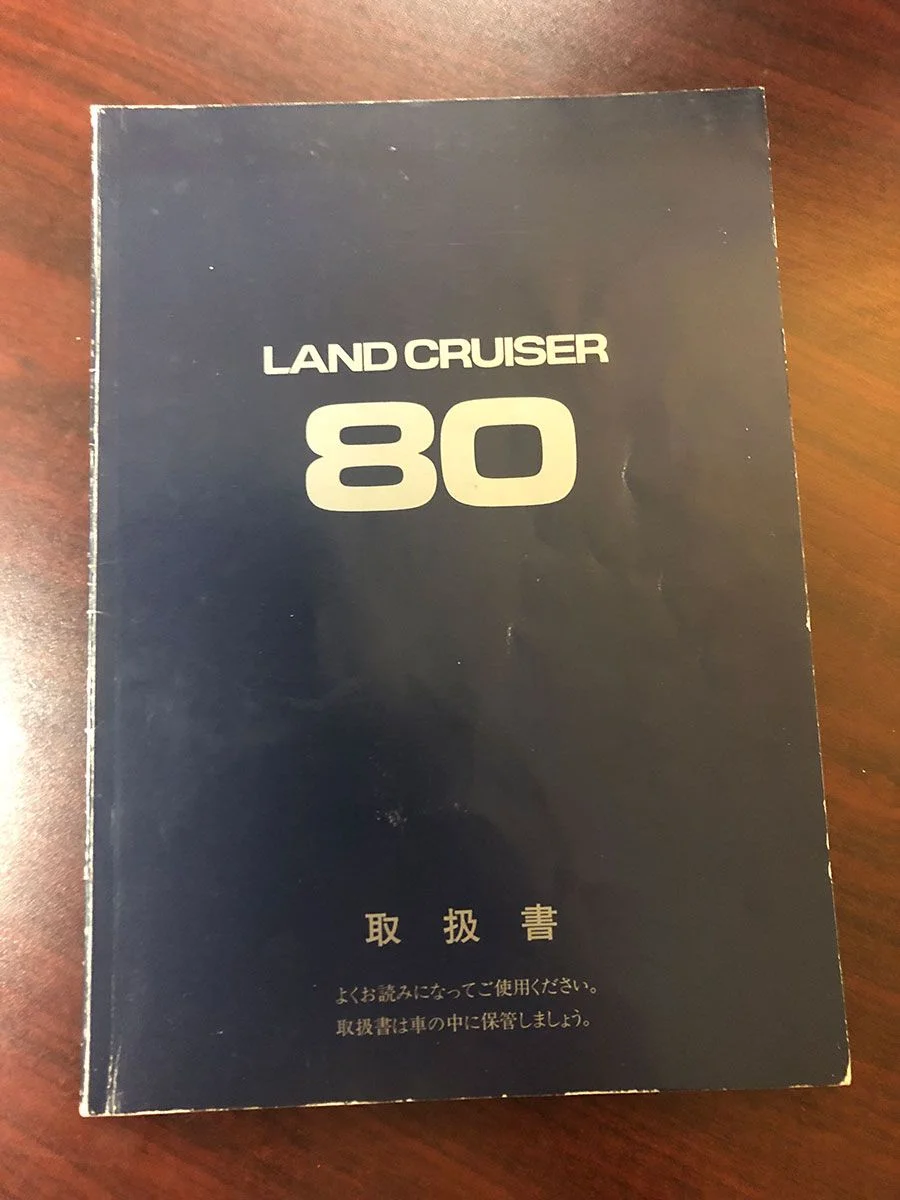 LAND CRUISER
80
取扱書
よくお読みになってご使用ください。
取扱書は車の中に保管しましょう。